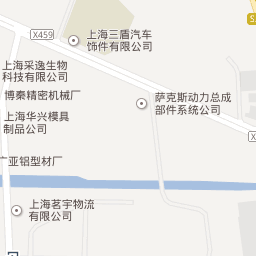 X459
上海三盾汽车
饰件有限公司
上海采逸生物
科技有限公司
博秦精密机械厂
上海华兴模具
制品公司
萨克斯动力总成
部件系统公司
广亚铝型材厂
上海茗宇物流
有限公司